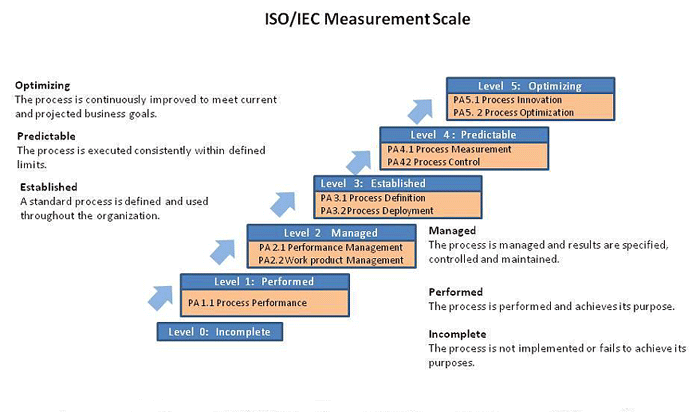 ISO/IEC Measurement Scale
Optimizing
The process is continuously improved to meet current
and projected business goals.
Predictable
The process is executed consistently within defined
limits.
Established
A standard process is defined and used
throughout the organization.
Level 5: Optimizing
PA5.1 Process Innovation
PA5. 2 Process Optimization
Level 4 : Predictable
PA4.1 Process Measurement
PA42 Process Control
Level 3: Established
PA 3.1 Process Definition
PA3.2 Process Deployment
Level 2 Managed
PA 2.1 Performance Management
PA2.2 Work product Management
Level 1: Performed
PA 1.1 Process Performance
Level 0: Incomplete
Managed
The process is managed and results are specified,
controlled and maintained.
Performed
The process is performed and achieves its purpose.
Incomplete
The process is not implemented or fails to achieve its
purposes.